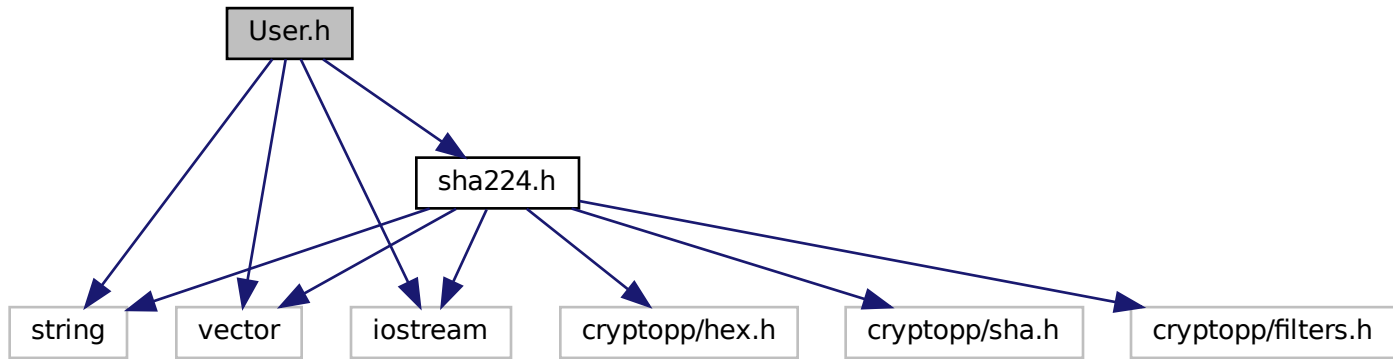 User.h
sha224.h
string
vector
iostream
cryptopp/hex.h
cryptopp/sha.h
cryptopp/filters.h